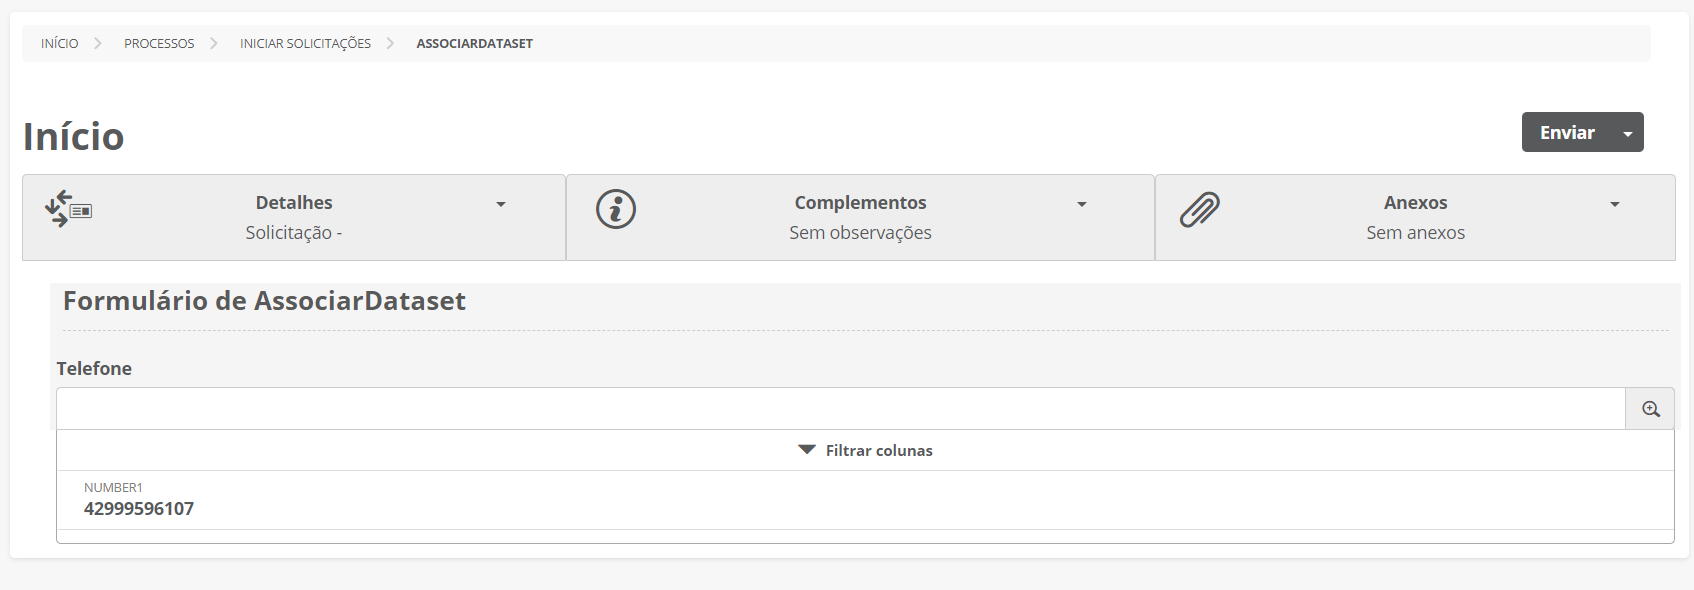 INÍCIO PROCESSOS INICIAR SOLICITAÇÕES ASSOCIARDATASET
Início
Enviar
Detalhes
Solicitação -
Complementos
Sem observações
Anexos
Sem anexos
Formulário de AssociarDataset
Telefone
Filtrar colunas
NUMBER1
42999596107